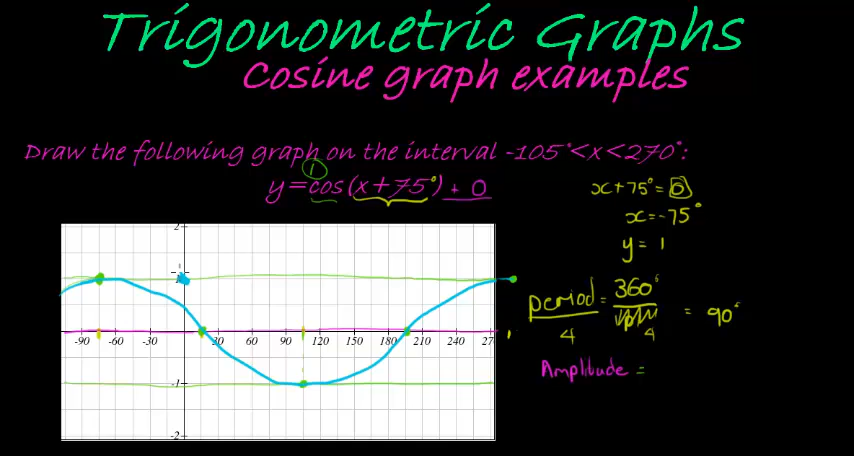 Trigonometric Graphs
Cosine graph examples
Draw the following graph on the interval -105°<x<270°:
1
y=cos(x+75°)+0
x+75°=0
x=-75°
y=1
period/4 = 360°/4 = 90°
Amplitude =
2
1
-90 -60 -30 30 60 90 120 150 180 210 240 27
-1
-2